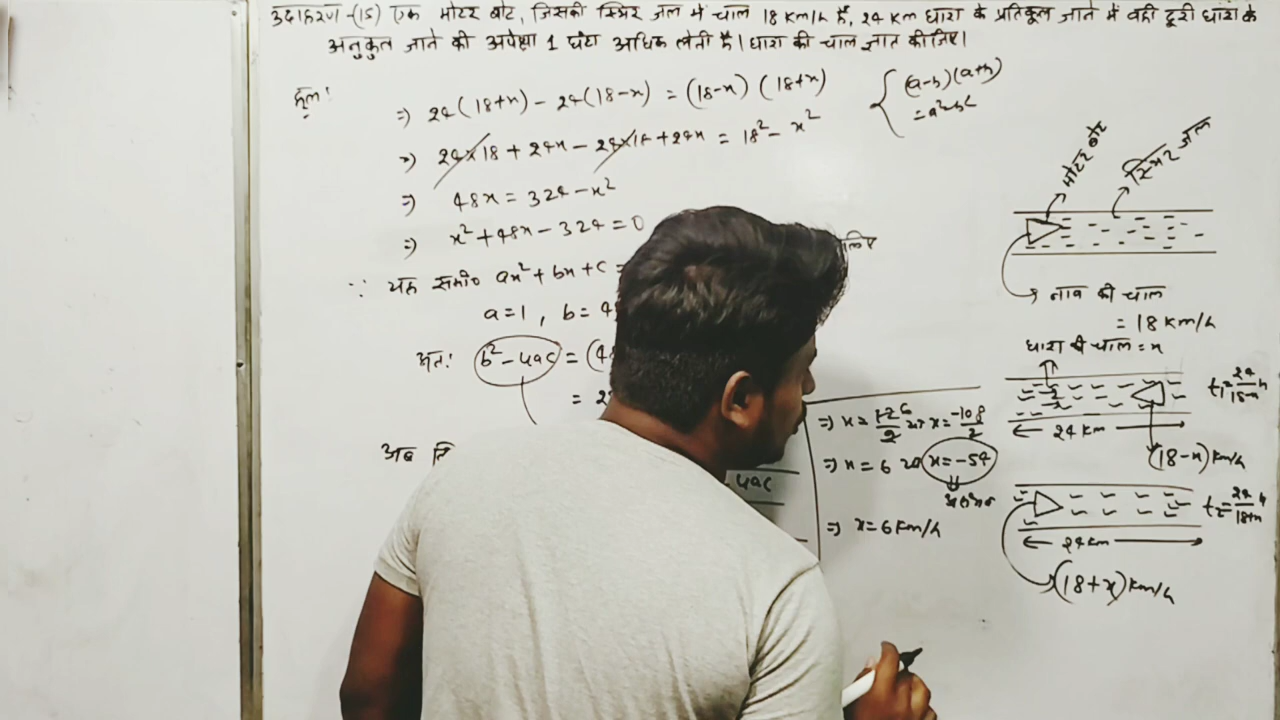 उदाहरण-(15) एक मोटर बोट, जिसकी स्थिर जल में चाल 18 km/h है, 24 km धारा के प्रतिकूल जाने में वही दूरी धारा के
अनुकूल जाने की अपेक्षा 1 घंटा अधिक लेती है। धारा की चाल ज्ञात कीजिए।
हल:
⇒ 24(18+x) - 24(18-x) = (18-x) (18+x)
{ (a-b)(a+b)
= a²-b²
⇒ 24×18 + 24x - 24×18 + 24x = 18² - x²
⇒ 48x = 324 - x²
⇒ x² + 48x - 324 = 0
∵ यह समी० ax² + bx + c =
लिए
a=1 , b = 4
अतः b² - 4ac = (4
= 2
अब
4ac
⇒ x = 12/2 या x = -108/2
⇒ x = 6 या x = -54
⇒ x = 6 km/h
मोटर बोट
स्थिर जल
नाव की चाल
= 18 km/h
धारा की चाल = x
t₁ = 24/18-x h
24 km
(18-x) km/h
t₂ = 24/18+x h
24 km
(18+x) km/h